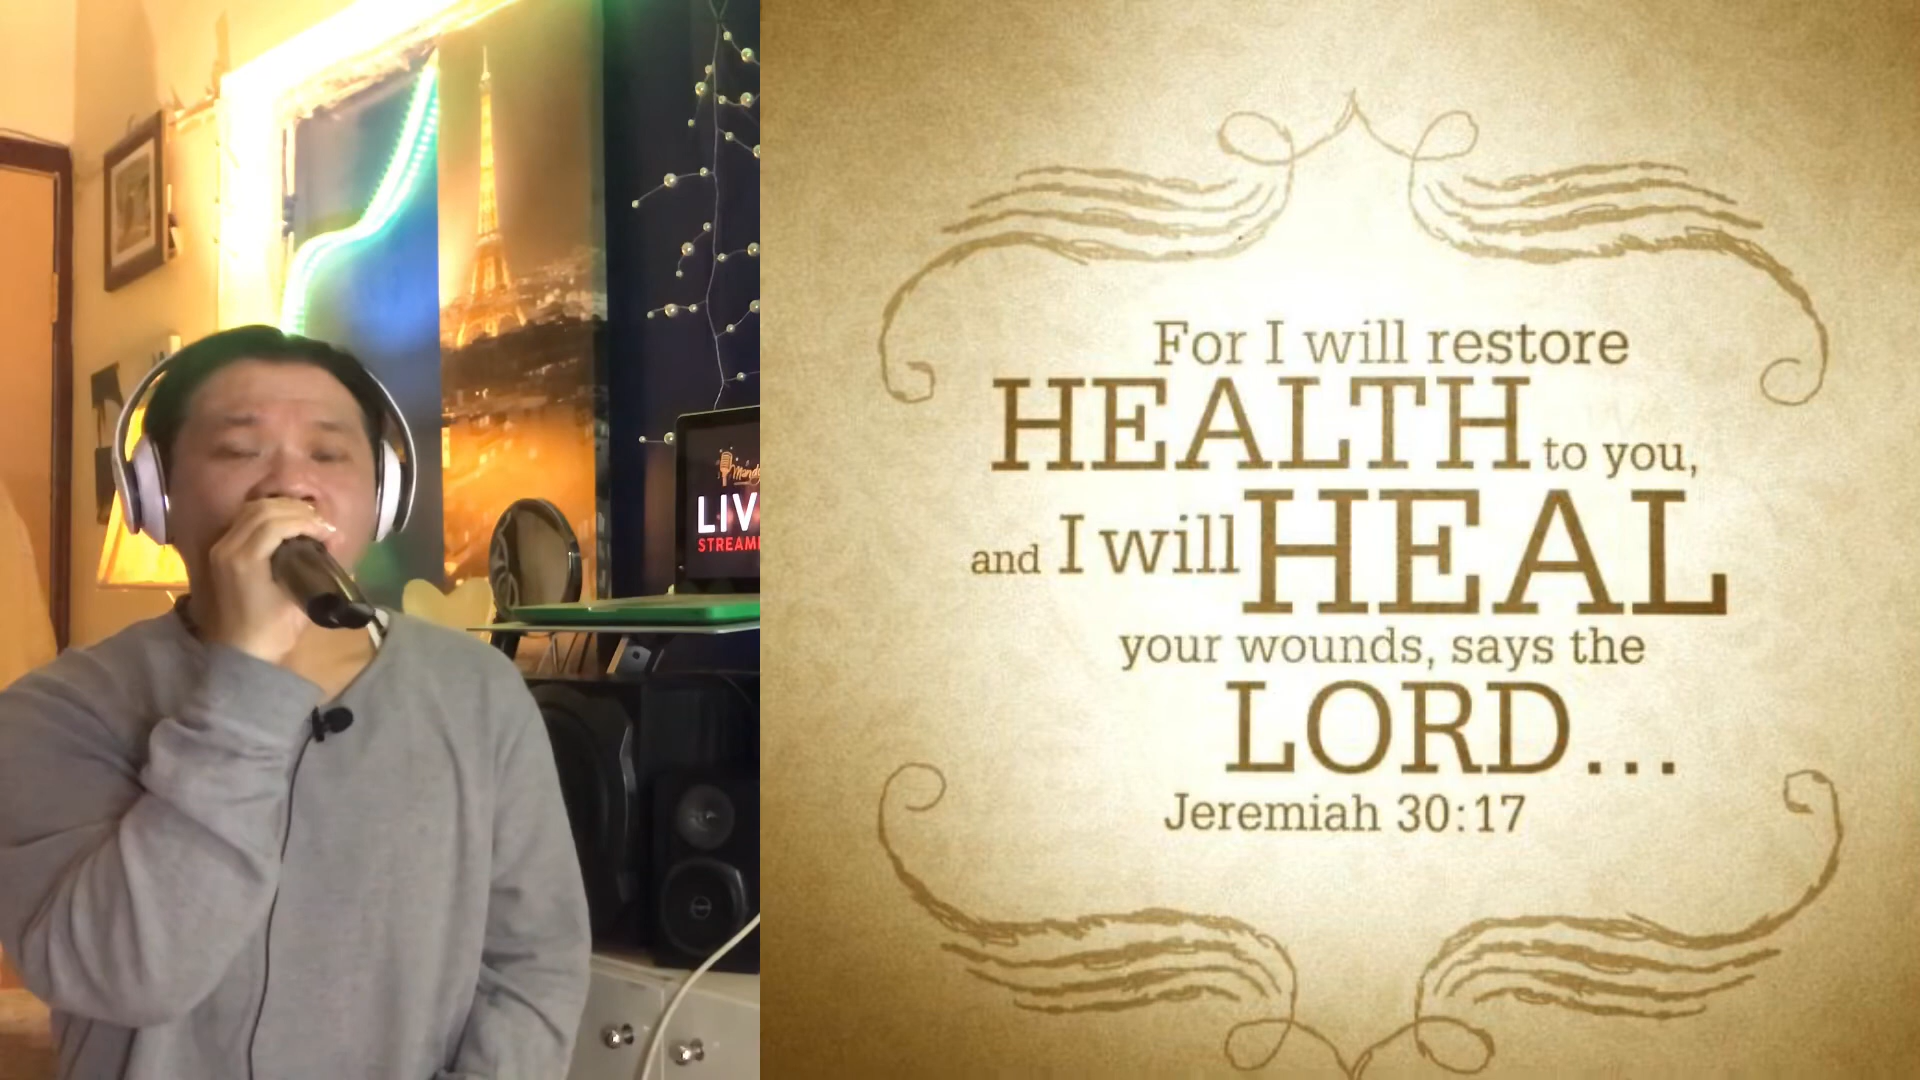 LIV
STREAM
For I will restore
HEALTH to you,
and I will HEAL
your wounds, says the
LORD...
Jeremiah 30:17